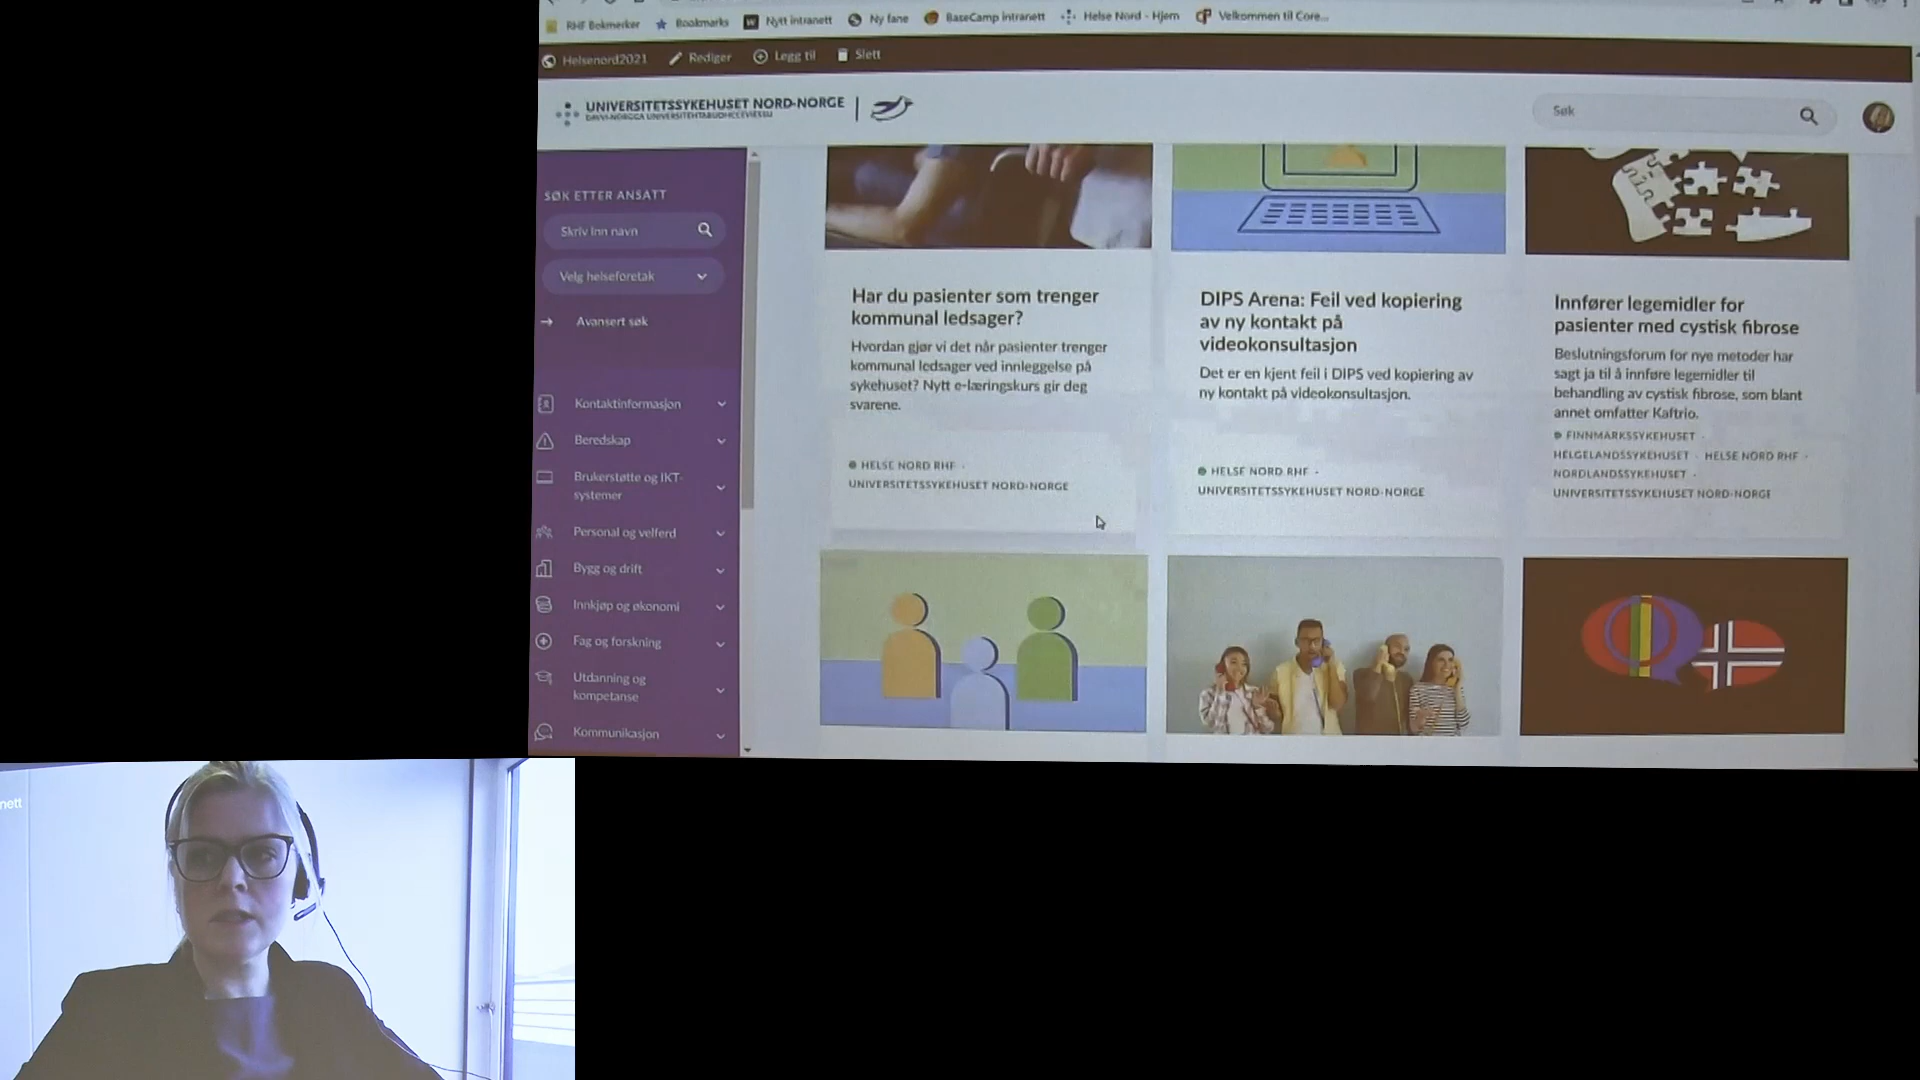 RHF Bokmerker
Bookmarks
Nytt intranett
Ny fane
BaseCamp intranett
Helse Nord - Hjem
Velkommen til Core...
Helsenord2021
Rediger
Legg til
Slett
UNIVERSITETSSYKEHUSET NORD-NORGE
Søk
SØK ETTER ANSATT
Skriv inn navn
Velg helseforetak
Avansert søk
Kontaktinformasjon
Beredskap
Brukerstøtte og IKT-
systemer
Personal og velferd
Bygg og drift
Innkjøp og økonomi
Fag og forskning
Utdanning og
kompetanse
Kommunikasjon
Har du pasienter som trenger
kommunal ledsager?
Hvordan gjør vi det når pasienter trenger
kommunal ledsager ved innleggelse på
sykehuset? Nytt e-læringskurs gir deg
svarene.
HELSE NORD RHF -
UNIVERSITETSSYKEHUSET NORD-NORGE
DIPS Arena: Feil ved kopiering
av ny kontakt på
videokonsultasjon
Det er en kjent feil i DIPS ved kopiering av
ny kontakt på videokonsultasjon.
HELSE NORD RHF -
UNIVERSITETSSYKEHUSET NORD-NORGE
Innfører legemidler for
pasienter med cystisk fibrose
Beslutningsforum for nye metoder har
sagt ja til å innføre legemidler til
behandling av cystisk fibrose, som blant
annet omfatter Kaftrio.
FINNMARKSSYKEHUSET -
HELGELANDSSYKEHUSET - HELSE NORD RHF -
NORDLANDSSYKEHUSET -
UNIVERSITETSSYKEHUSET NORD-NORGE
nett